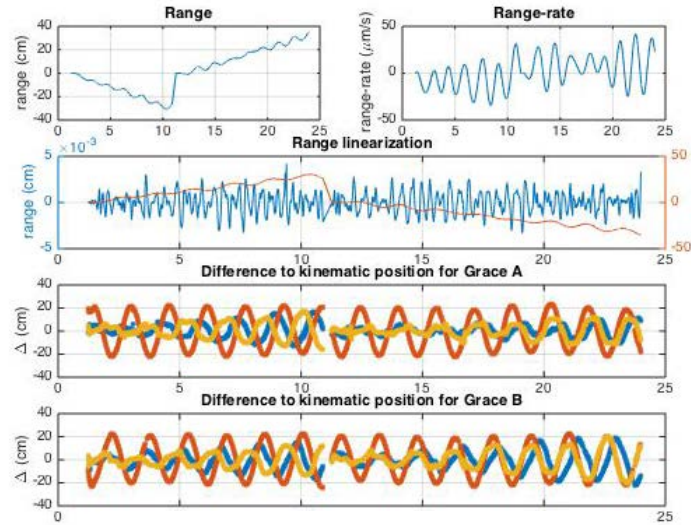 Range
range (cm)
40
20
0
-20
-40
0 5 10 15 20 25
Range-rate
range-rate (μm/s)
50
0
-50
0 5 10 15 20 25
Range linearization
×10⁻³
range (cm)
5
0
-5
50
0
-50
0 5 10 15 20 25
Difference to kinematic position for Grace A
Δ (cm)
40
20
0
-20
-40
0 5 10 15 20 25
Difference to kinematic position for Grace B
Δ (cm)
40
20
0
-20
-40
0 5 10 15 20 25